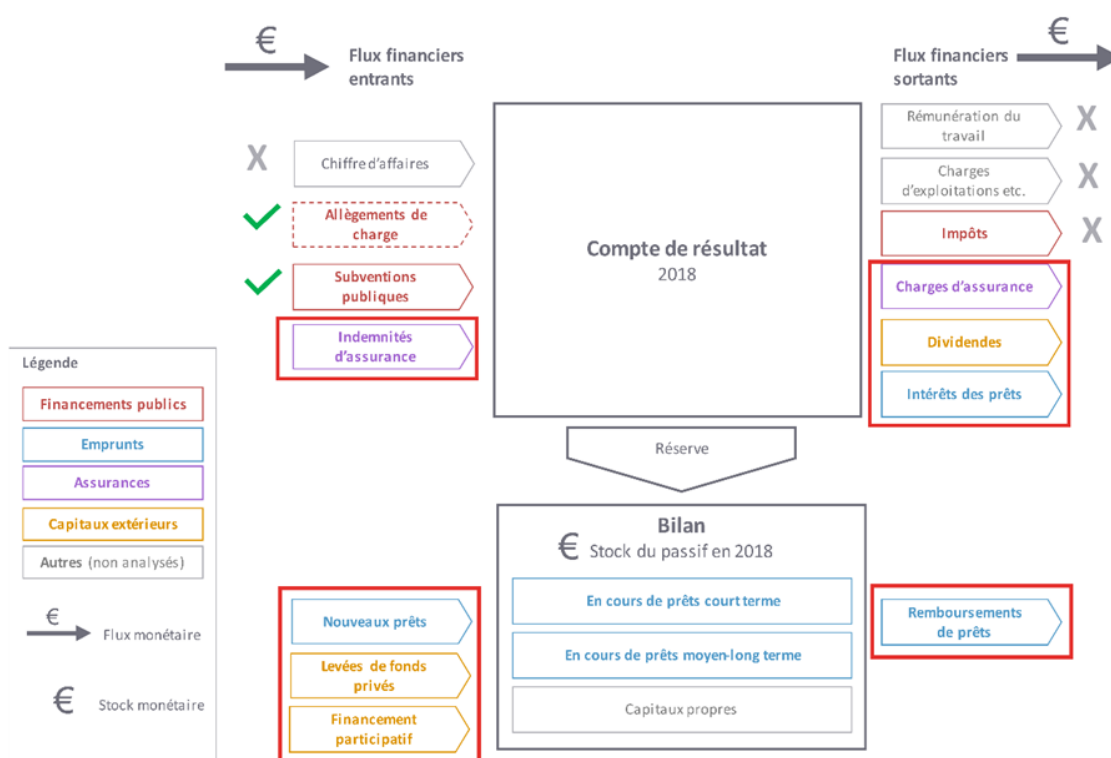 €
Flux financiers
entrants
Flux financiers
sortants
€
X
Chiffre d'affaires
Allègements de
charge
Subventions
publiques
Indemnités
d'assurance
Compte de résultat
2018
Rémunération du
travail
X
Charges
d'exploitations etc.
X
Impôts
X
Charges d'assurance
Dividendes
Intérêts des prêts
Légende
Financements publics
Emprunts
Assurances
Capitaux extérieurs
Autres (non analysés)
€
Flux monétaire
€
Stock monétaire
Réserve
Bilan
€ Stock du passif en 2018
En cours de prêts court terme
En cours de prêts moyen-long terme
Capitaux propres
Nouveaux prêts
Levées de fonds
privés
Financement
participatif
Remboursements
de prêts